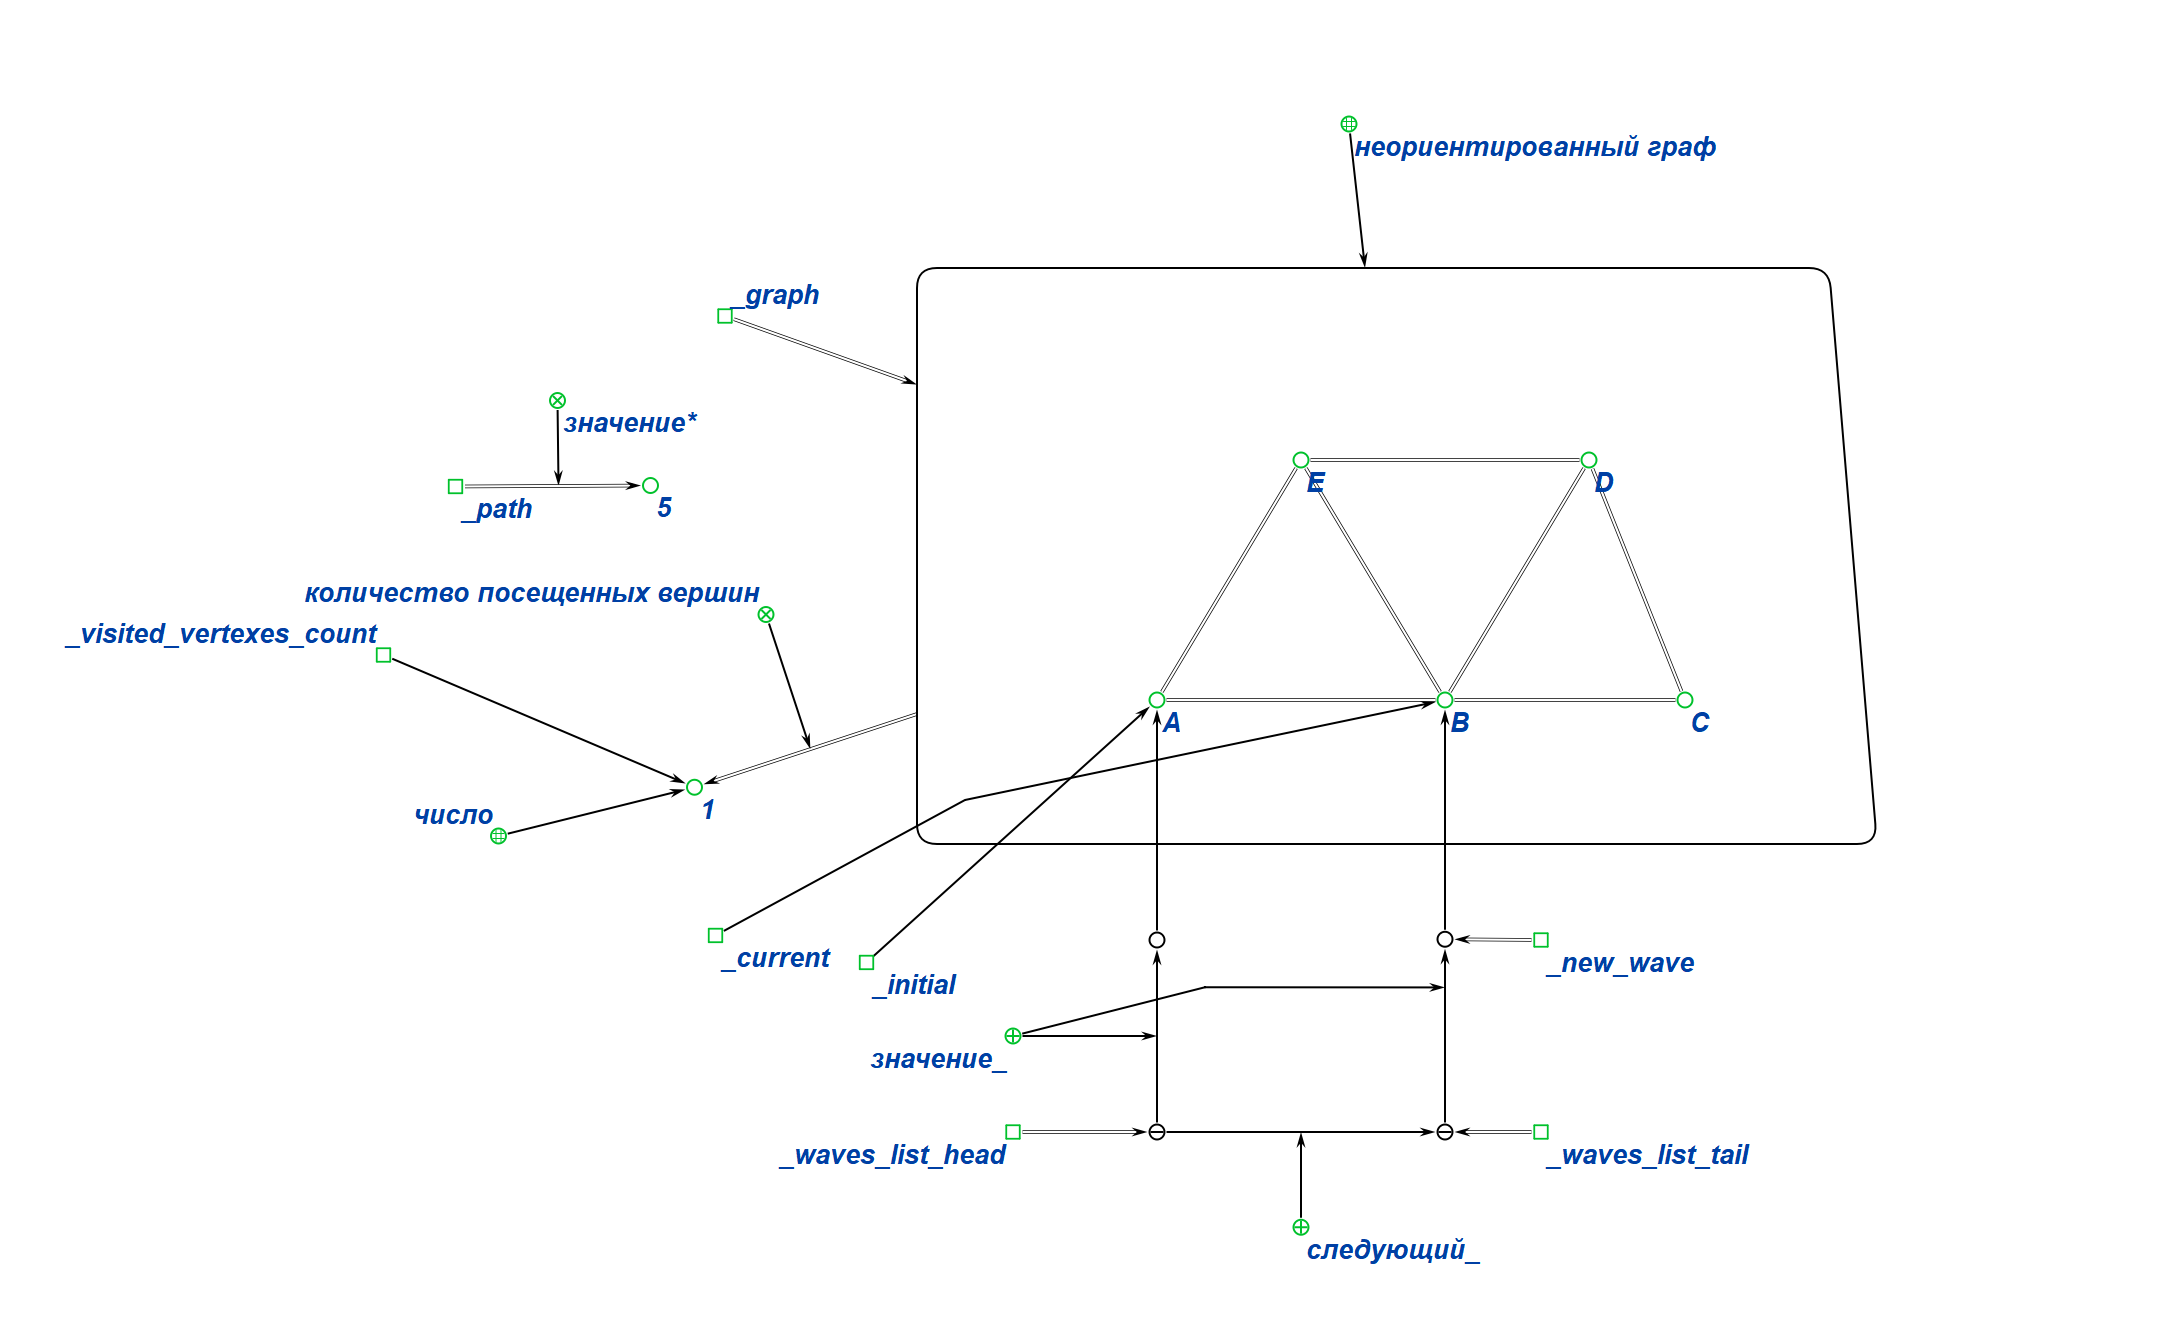 неориентированный граф
_graph
значение*
_path
5
E
D
количество посещенных вершин
_visited_vertexes_count
A
B
C
число
1
_current
_initial
_new_wave
значение_
_waves_list_head
_waves_list_tail
следующий_